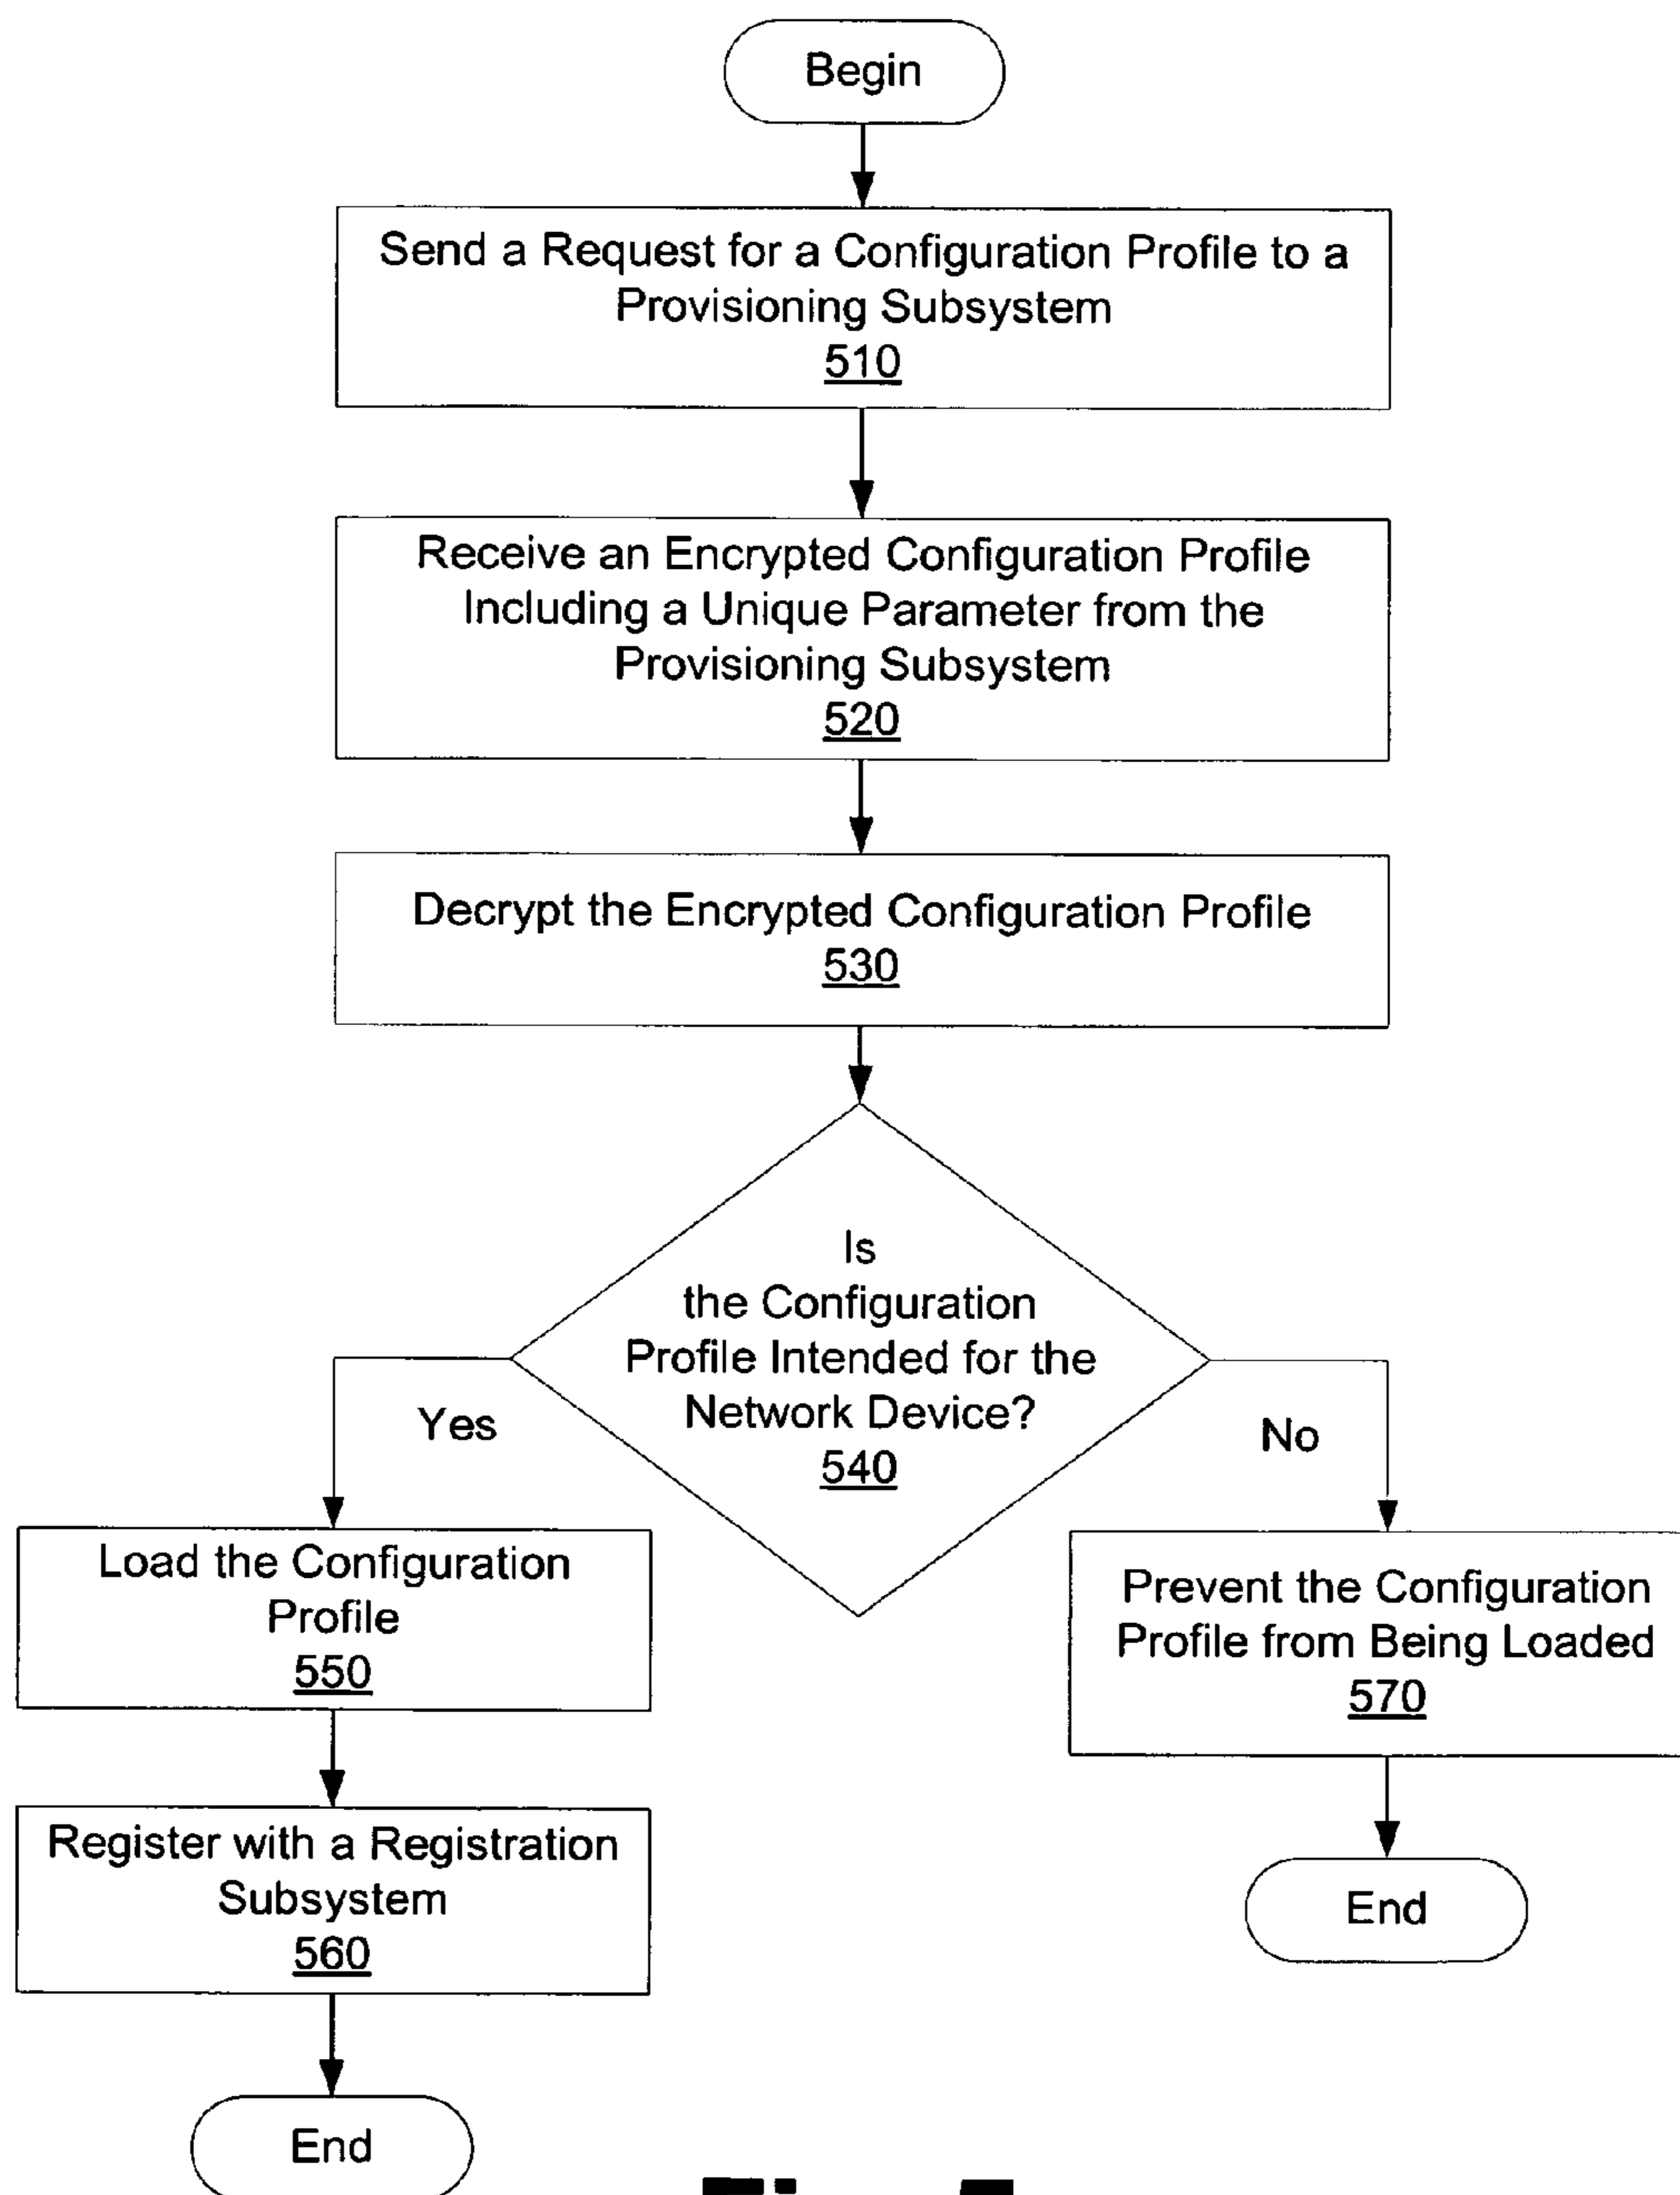 Begin
Send a Request for a Configuration Profile to a
Provisioning Subsystem
510
Receive an Encrypted Configuration Profile
Including a Unique Parameter from the
Provisioning Subsystem
520
Decrypt the Encrypted Configuration Profile
530
Is
the Configuration
Profile Intended for the
Network Device?
540
Yes
No
Load the Configuration
Profile
550
Prevent the Configuration
Profile from Being Loaded
570
Register with a Registration
Subsystem
560
End
End